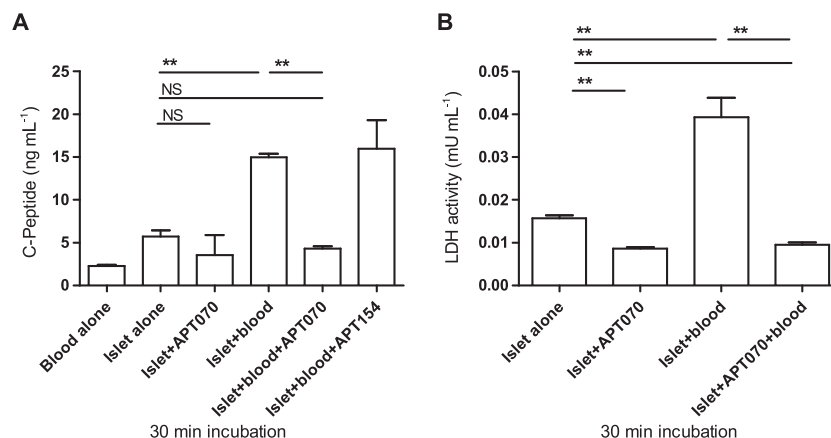 A
**
**
NS
NS
25
20
15
10
5
0
C-Peptide (ng mL⁻¹)
Blood alone
Islet alone
Islet+APT070
Islet+blood
Islet+blood+APT070
Islet+blood+APT154
30 min incubation
B
**
**
**
**
0.05
0.04
0.03
0.02
0.01
0.00
LDH activity (mU mL⁻¹)
Islet alone
Islet+APT070
Islet+blood
Islet+APT070+blood
30 min incubation